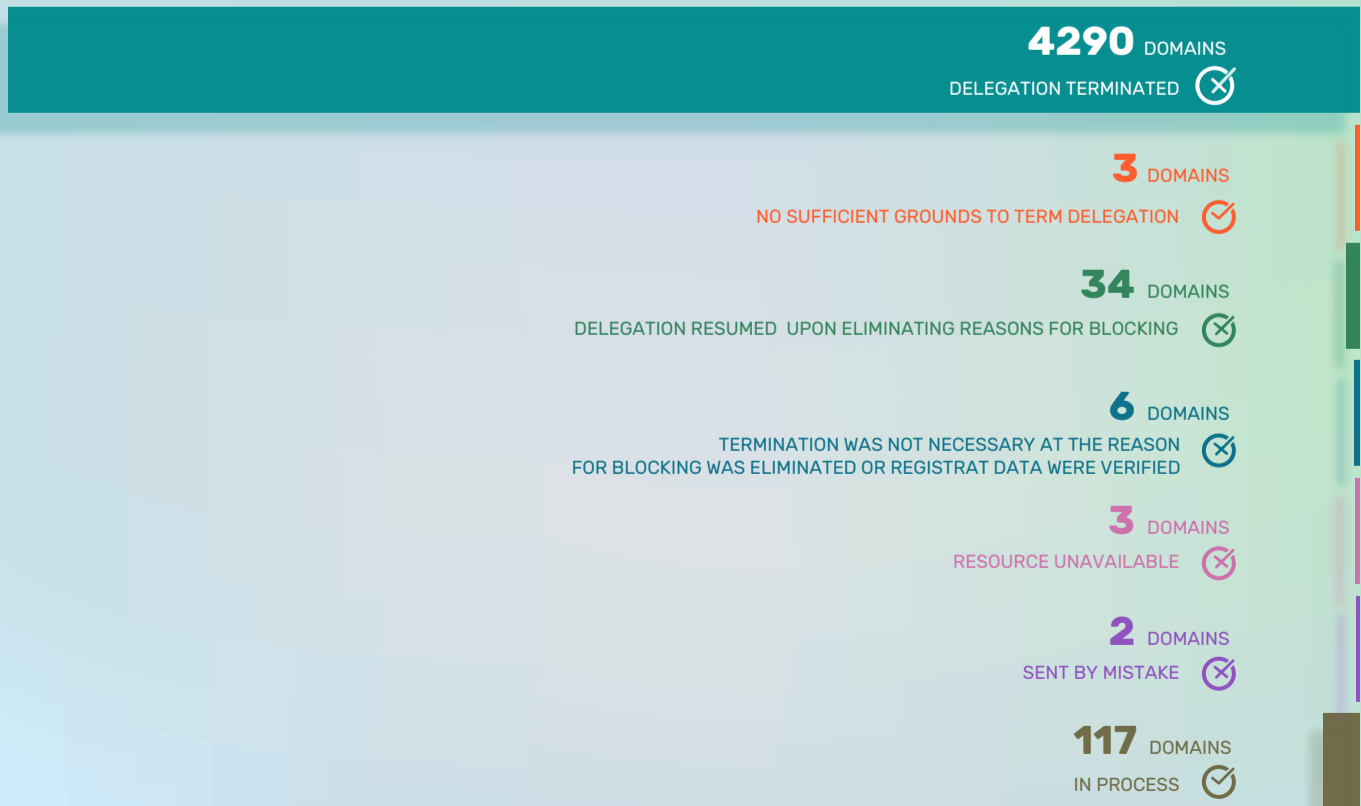 4290 DOMAINS
DELEGATION TERMINATED
3 DOMAINS
NO SUFFICIENT GROUNDS TO TERM DELEGATION
34 DOMAINS
DELEGATION RESUMED  UPON ELIMINATING REASONS FOR BLOCKING
6 DOMAINS
TERMINATION WAS NOT NECESSARY AT THE REASON
FOR BLOCKING WAS ELIMINATED OR REGISTRAT DATA WERE VERIFIED
3 DOMAINS
RESOURCE UNAVAILABLE
2 DOMAINS
SENT BY MISTAKE
117 DOMAINS
IN PROCESS